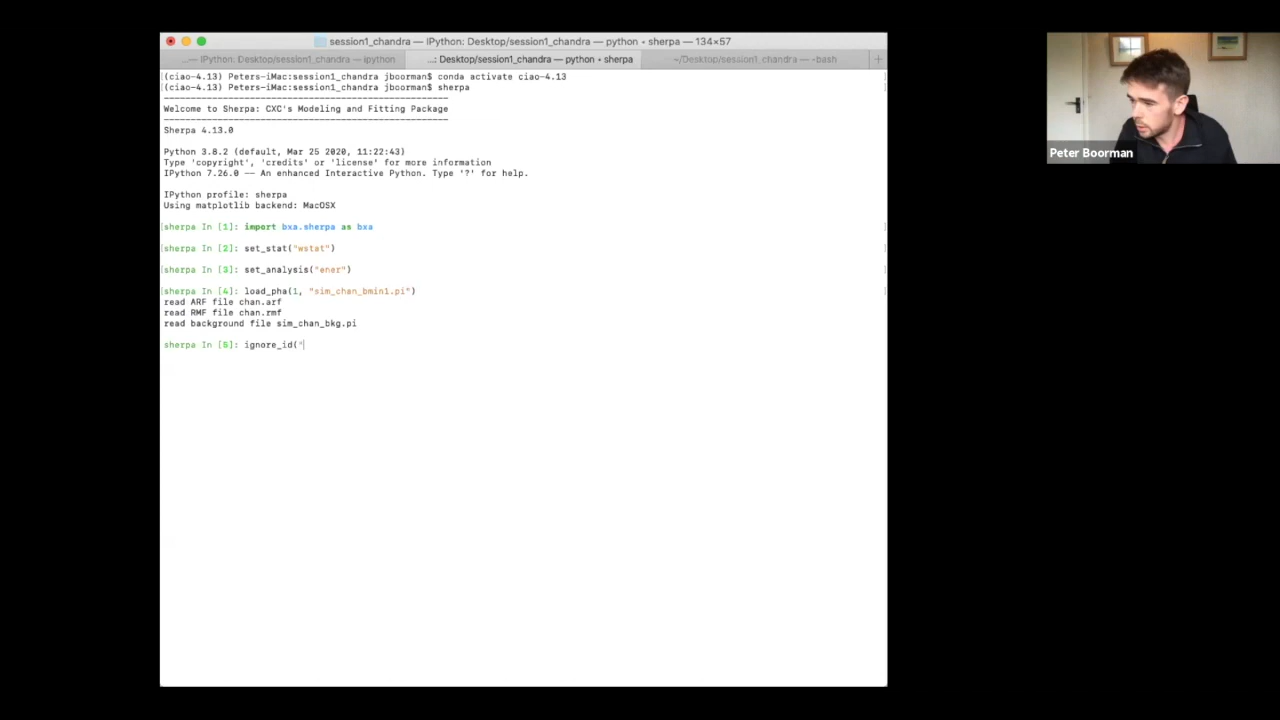 session1_chandra — IPython: Desktop/session1_chandra — python • sherpa — 134×57
...— IPython: Desktop/session1_chandra — ipython
...: Desktop/session1_chandra — python • sherpa
~/Desktop/session1_chandra — -bash
+
[(ciao-4.13) Peters-iMac:session1_chandra jboorman$ conda activate ciao-4.13
[(ciao-4.13) Peters-iMac:session1_chandra jboorman$ sherpa
-----------------------------------------------------
Welcome to Sherpa: CXC's Modeling and Fitting Package
-----------------------------------------------------
Sherpa 4.13.0
Python 3.8.2 (default, Mar 25 2020, 11:22:43)
Type 'copyright', 'credits' or 'license' for more information
IPython 7.26.0 -- An enhanced Interactive Python. Type '?' for help.
IPython profile: sherpa
Using matplotlib backend: MacOSX
[sherpa In [1]: import bxa.sherpa as bxa
[sherpa In [2]: set_stat("wstat")
[sherpa In [3]: set_analysis("ener")
[sherpa In [4]: load_pha(1, "sim_chan_bmin1.pi")
read ARF file chan.arf
read RMF file chan.rmf
read background file sim_chan_bkg.pi
sherpa In [5]: ignore_id("
Peter Boorman